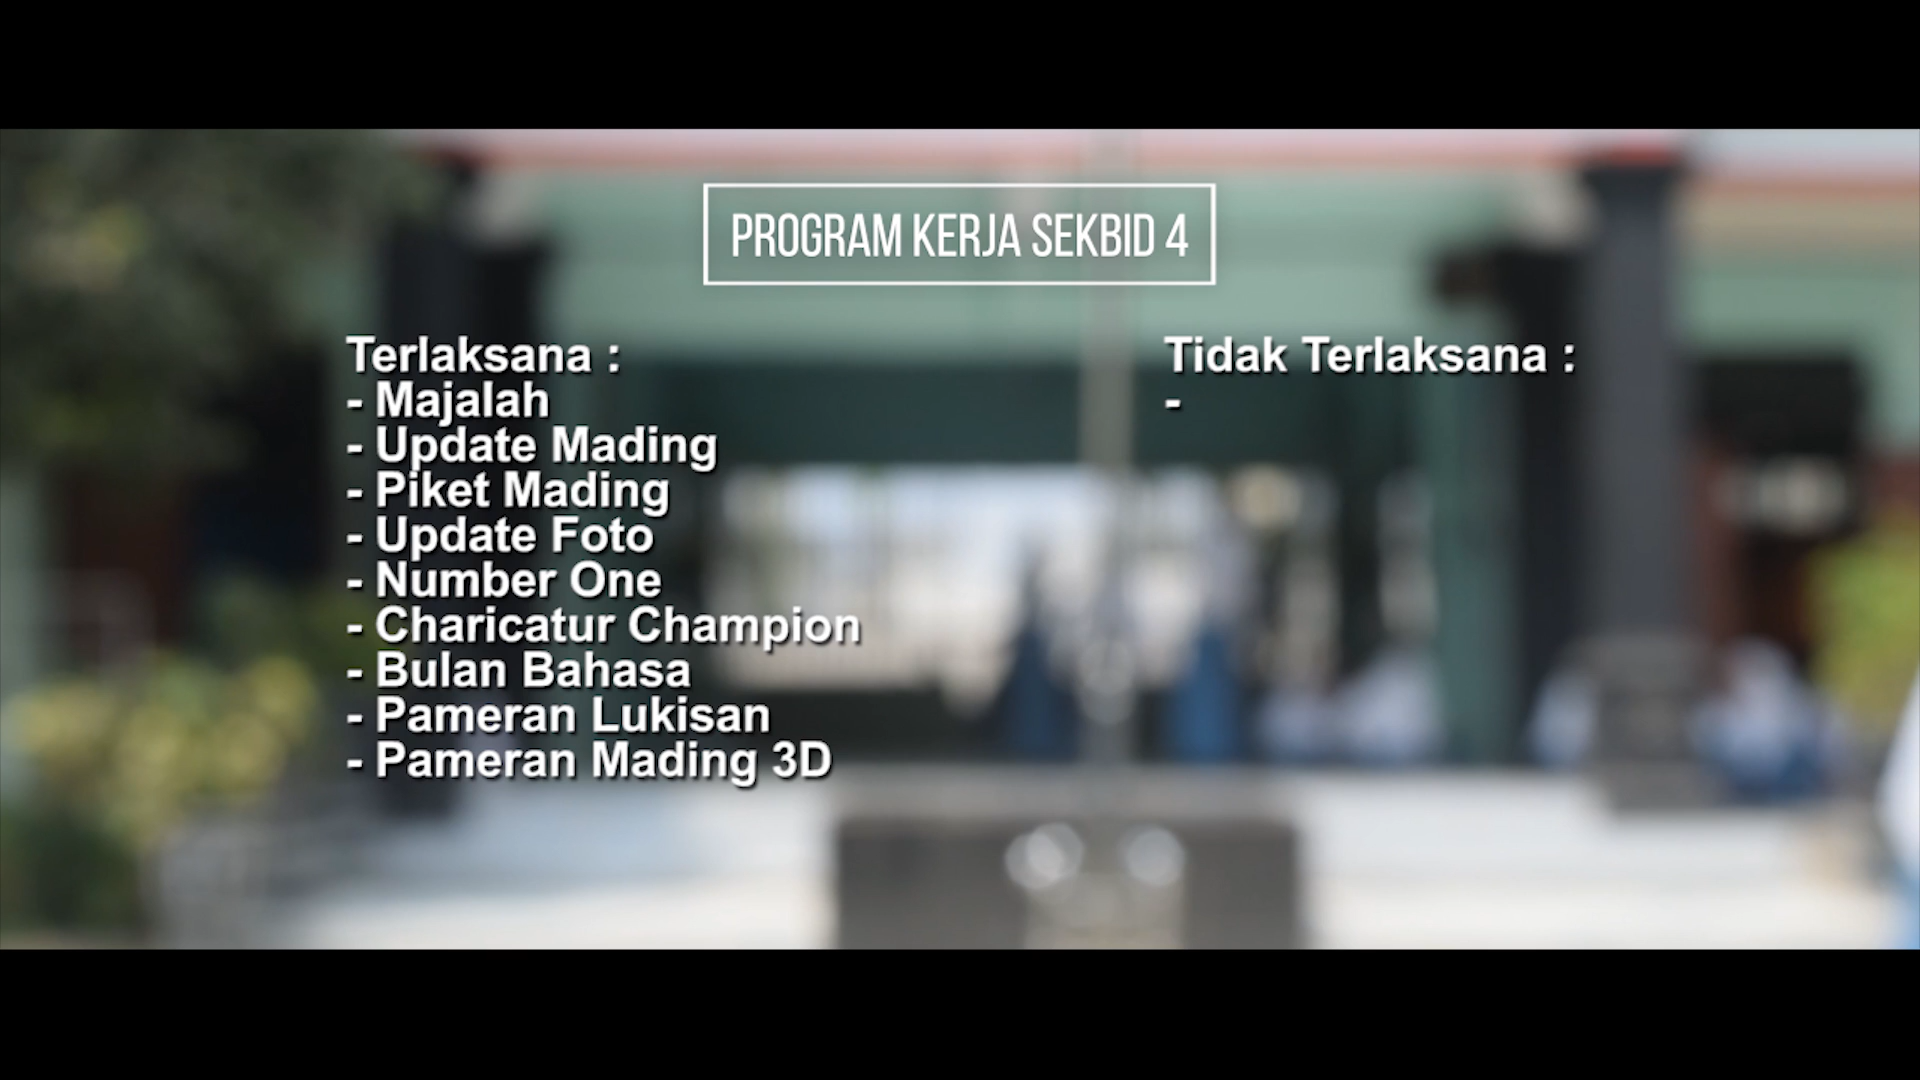 PROGRAM KERJA SEKBID 4
Terlaksana :
- Majalah
- Update Mading
- Piket Mading
- Update Foto
- Number One
- Charicatur Champion
- Bulan Bahasa
- Pameran Lukisan
- Pameran Mading 3D
Tidak Terlaksana :
-